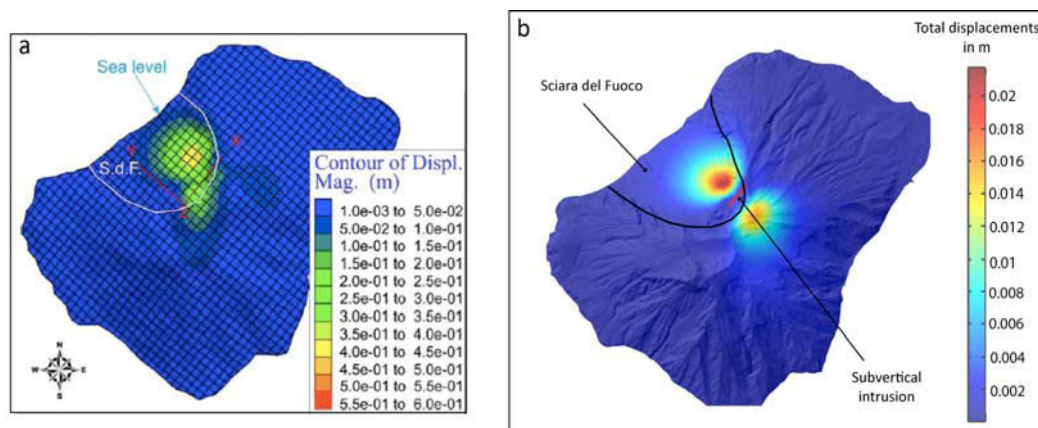 a
Sea level
S.d F.
Contour of Displ.
Mag. (m)
1.0e-03 to 5.0e-02
5.0e-02 to 1.0e-01
1.0e-01 to 1.5e-01
1.5e-01 to 2.0e-01
2.0e-01 to 2.5e-01
2.5e-01 to 3.0e-01
3.0e-01 to 3.5e-01
3.5e-01 to 4.0e-01
4.0e-01 to 4.5e-01
4.5e-01 to 5.0e-01
5.0e-01 to 5.5e-01
5.5e-01 to 6.0e-01
N
W E
S
b
Total displacements
in m
Sciara del Fuoco
0.02
0.018
0.016
0.014
0.012
0.01
0.008
0.006
0.004
0.002
Subvertical
intrusion